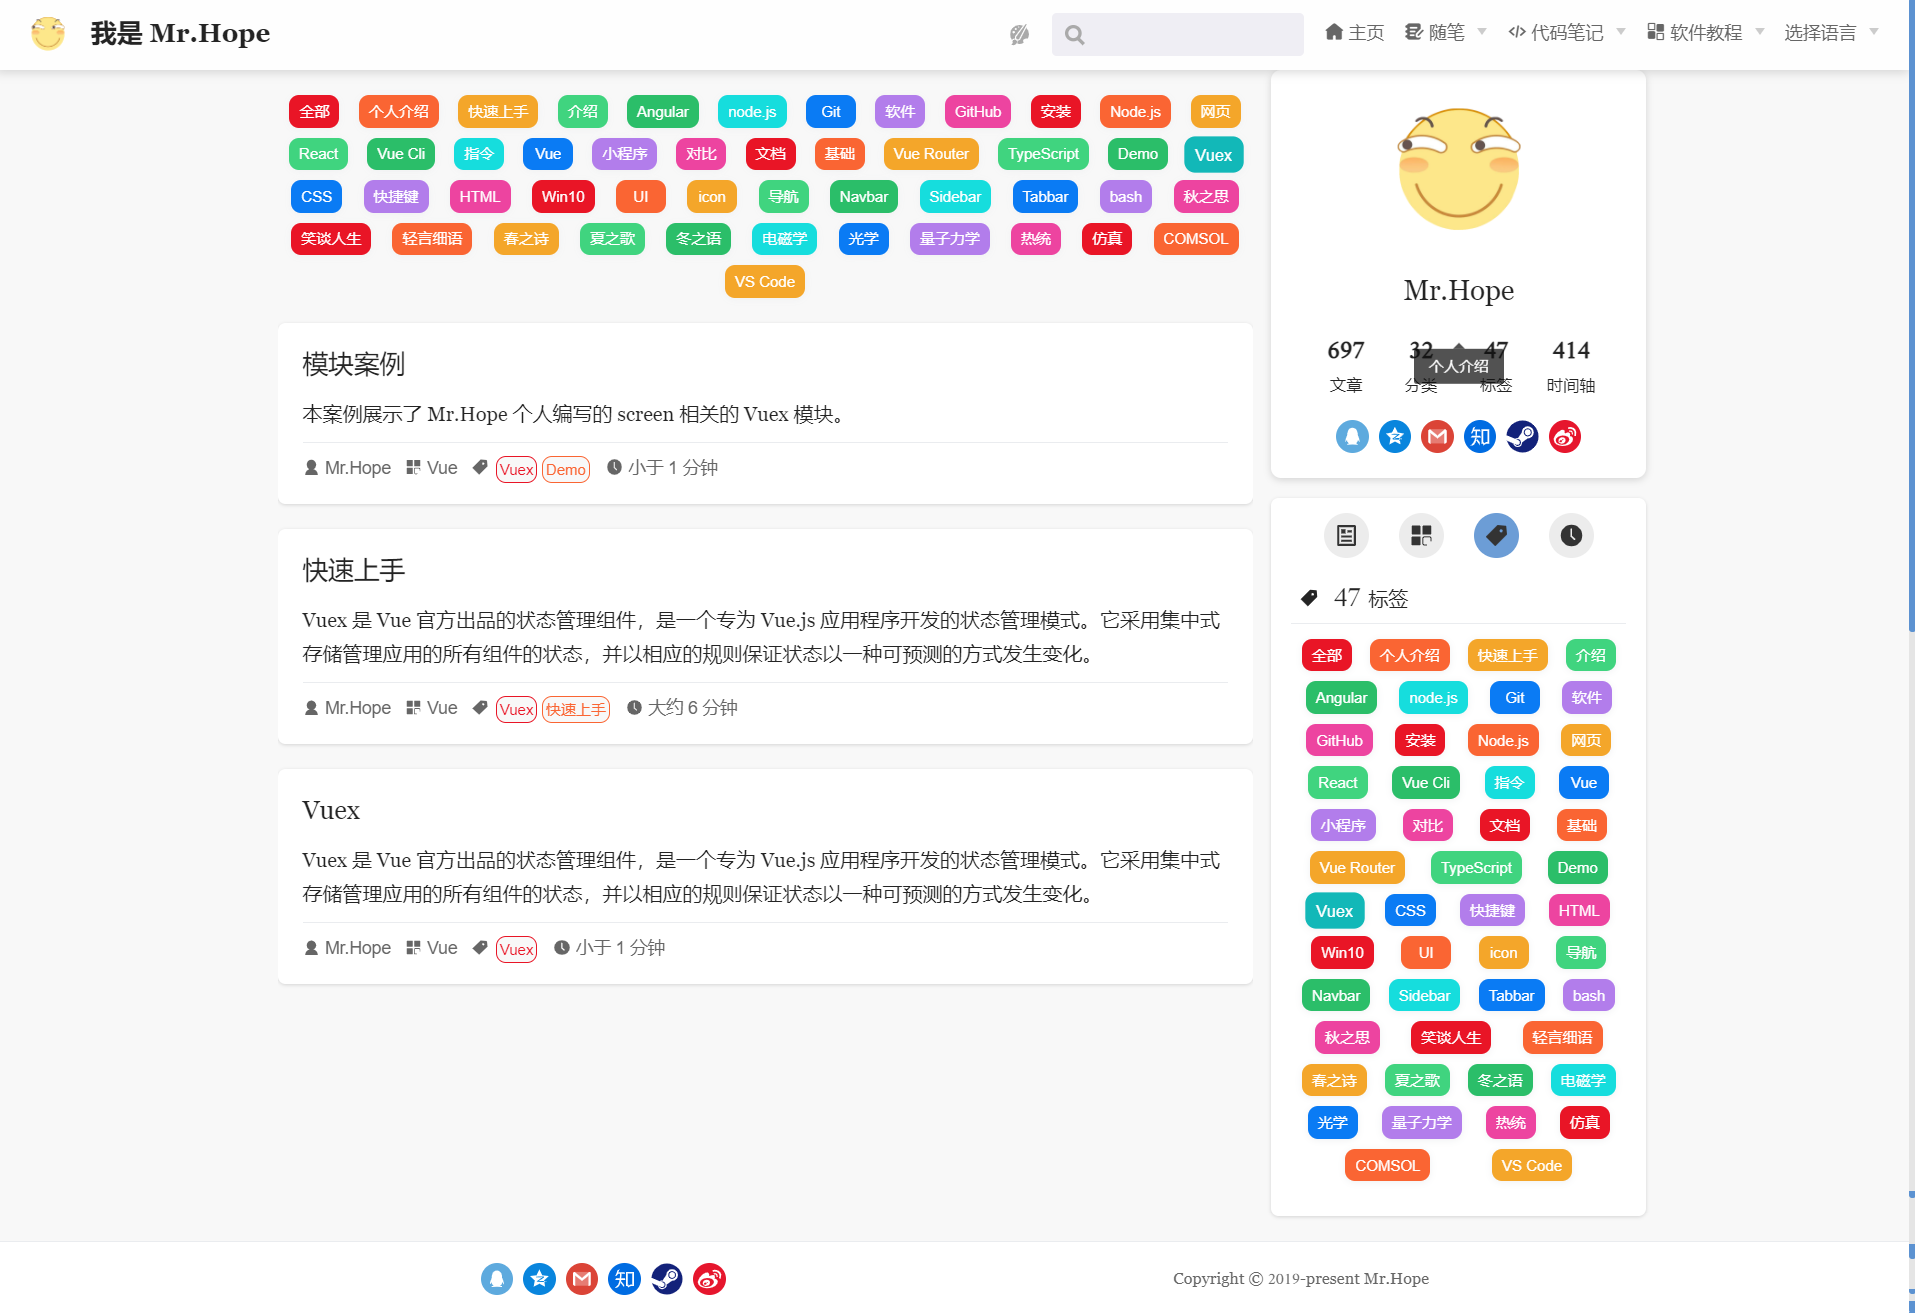 我是 Mr.Hope
主页 随笔 代码笔记 软件教程 选择语言
全部 个人介绍 快速上手 介绍 Angular node.js Git 软件 GitHub 安装 Node.js 网页
React Vue Cli 指令 Vue 小程序 对比 文档 基础 Vue Router TypeScript Demo Vuex
CSS 快捷键 HTML Win10 UI icon 导航 Navbar Sidebar Tabbar bash 秋之思
笑谈人生 轻言细语 春之诗 夏之歌 冬之语 电磁学 光学 量子力学 热统 仿真 COMSOL
VS Code
模块案例
本案例展示了 Mr.Hope 个人编写的 screen 相关的 Vuex 模块。
Mr.Hope Vue Vuex Demo 小于 1 分钟
快速上手
Vuex 是 Vue 官方出品的状态管理组件，是一个专为 Vue.js 应用程序开发的状态管理模式。它采用集中式
存储管理应用的所有组件的状态，并以相应的规则保证状态以一种可预测的方式发生变化。
Mr.Hope Vue Vuex 快速上手 大约 6 分钟
Vuex
Vuex 是 Vue 官方出品的状态管理组件，是一个专为 Vue.js 应用程序开发的状态管理模式。它采用集中式
存储管理应用的所有组件的状态，并以相应的规则保证状态以一种可预测的方式发生变化。
Mr.Hope Vue Vuex 小于 1 分钟
Mr.Hope
697 32 47 414
个人介绍
文章 分类 标签 时间轴
知
47 标签
全部 个人介绍 快速上手 介绍
Angular node.js Git 软件
GitHub 安装 Node.js 网页
React Vue Cli 指令 Vue
小程序 对比 文档 基础
Vue Router TypeScript Demo
Vuex CSS 快捷键 HTML
Win10 UI icon 导航
Navbar Sidebar Tabbar bash
秋之思 笑谈人生 轻言细语
春之诗 夏之歌 冬之语 电磁学
光学 量子力学 热统 仿真
COMSOL VS Code
知
Copyright © 2019-present Mr.Hope